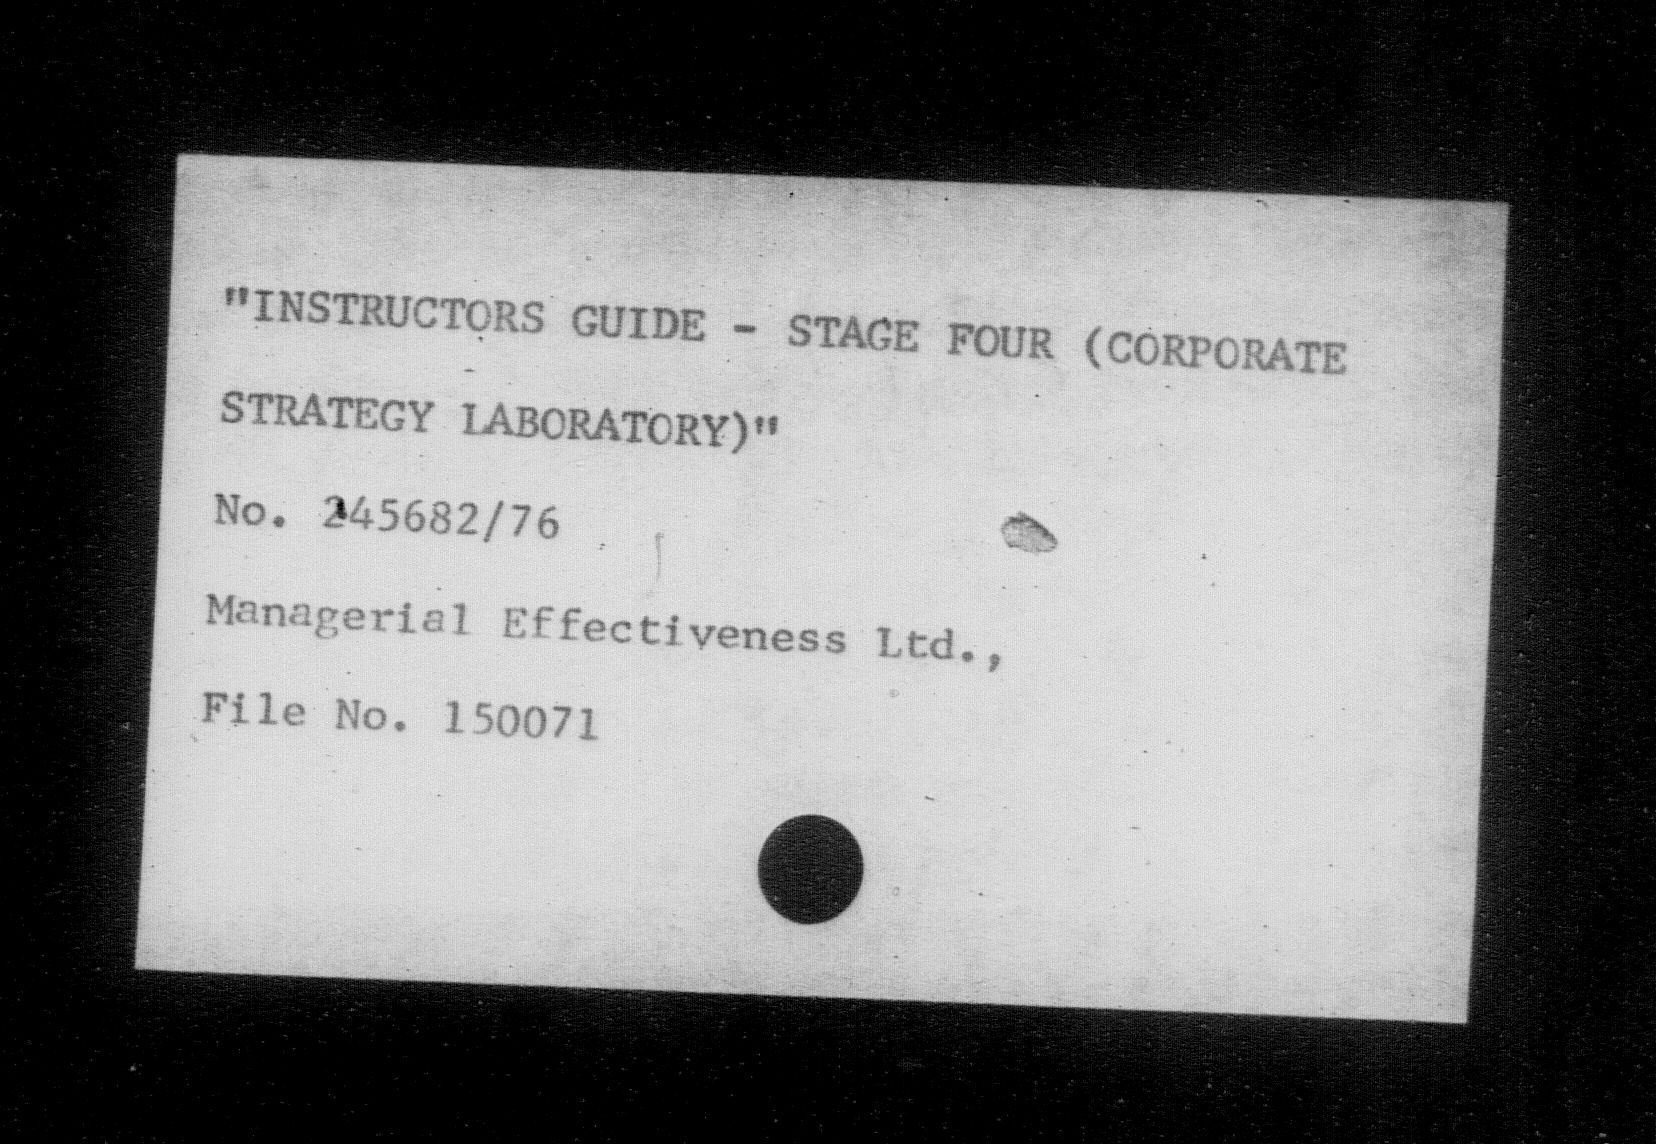 "INSTRUCTORS GUIDE - STAGE FOUR (CORPORATE
STRATEGY LABORATORY)"
No. 245682/76
Managerial Effectiveness Ltd.,
File No. 150071